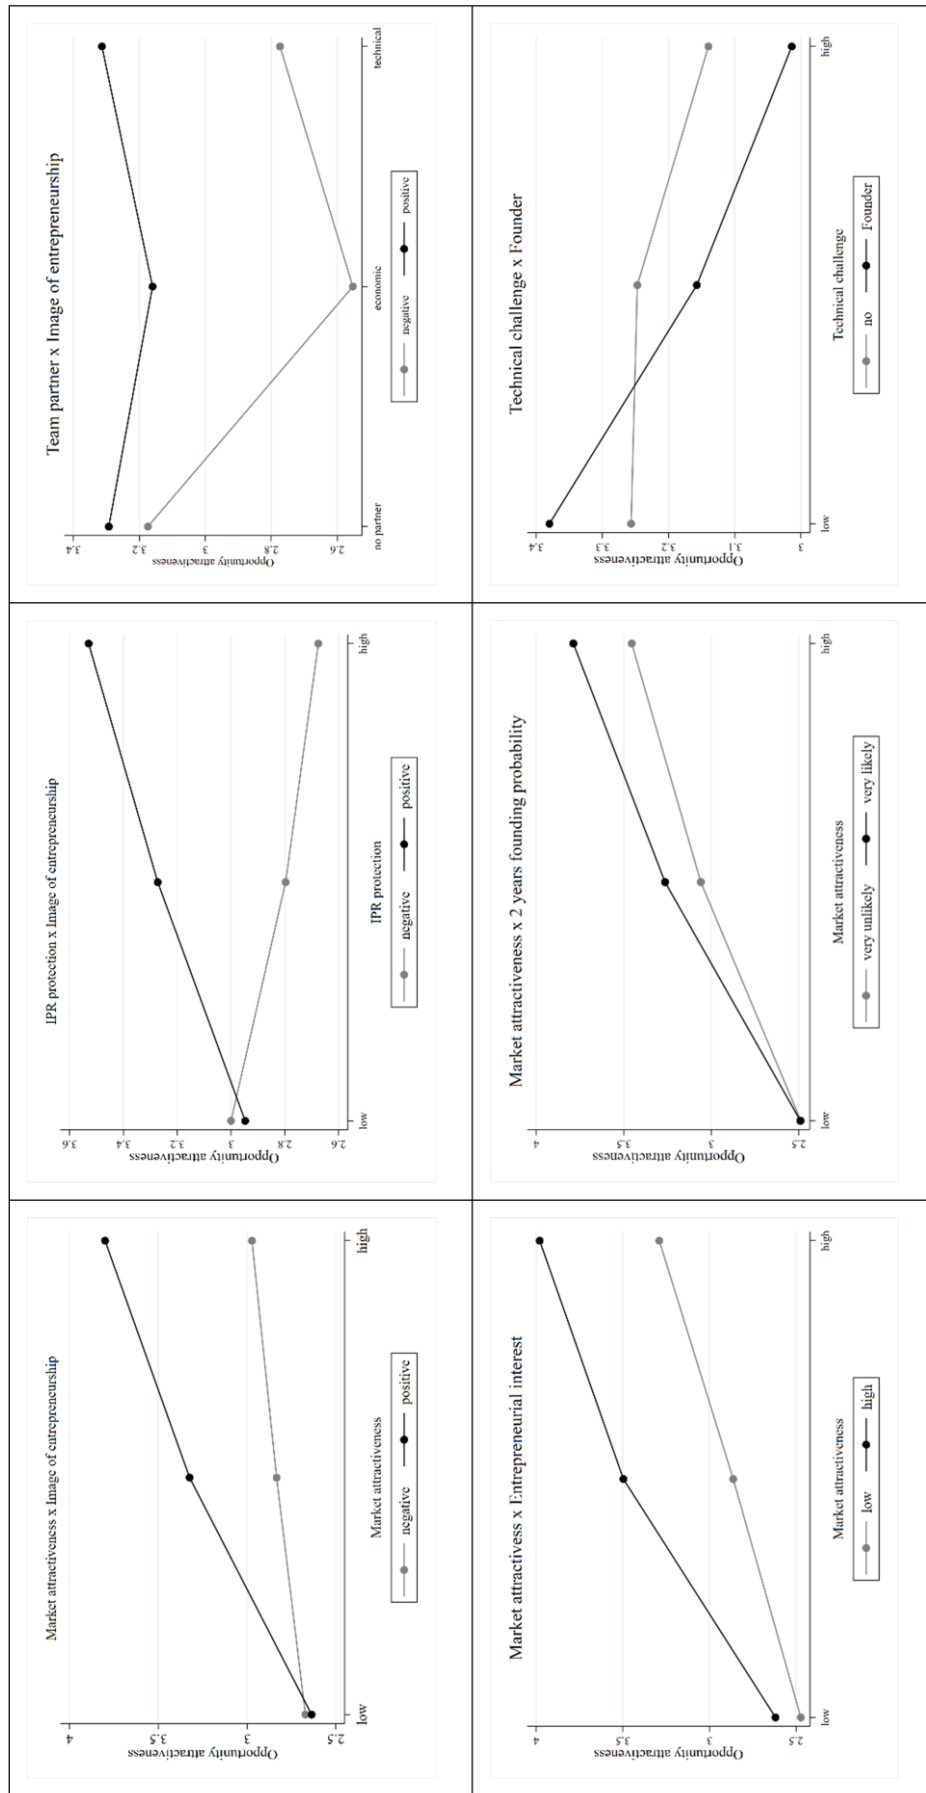 Market attractiveness x Image of entrepreneurship
Opportunity attractiveness
4
3.5
3
2.5
low
high
Market attractiveness
negative positive
IPR protection x Image of entrepreneurship
Opportunity attractiveness
3.6
3.4
3.2
3
2.8
2.6
low
high
IPR protection
negative positive
Team partner x Image of entrepreneurship
Opportunity attractiveness
3.4
3.2
3
2.8
2.6
no partner
economic
technical
negative positive
Market attractivess x Entrepreneurial interest
Opportunity attractiveness
4
3.5
3
2.5
low
high
Market attractiveness
low high
Market attractiveness x 2 years founding probability
Opportunity attractiveness
4
3.5
3
2.5
low
high
Market attractiveness
very unlikely very likely
Technical challenge x Founder
Opportunity attractiveness
3.4
3.3
3.2
3.1
3
low
high
Technical challenge
no Founder